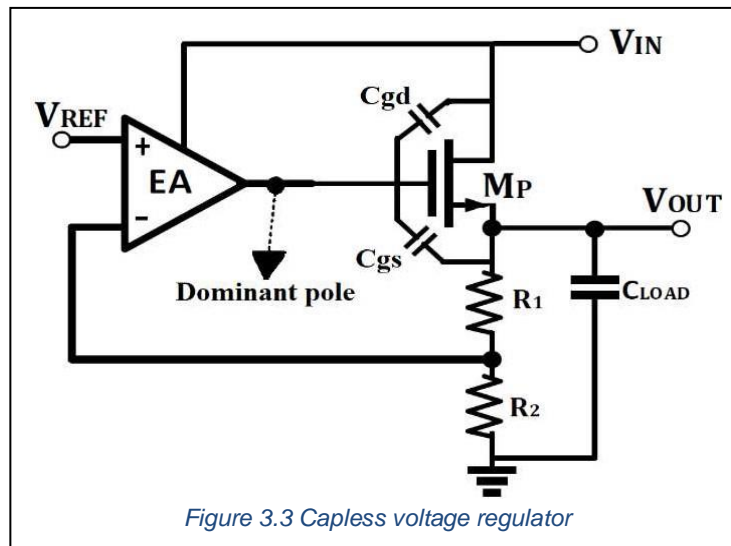 VIN
Cgd
VREF
+
EA
−
MP
VOUT
Cgs
Dominant pole
R1
CLOAD
R2
Figure 3.3 Capless voltage regulator